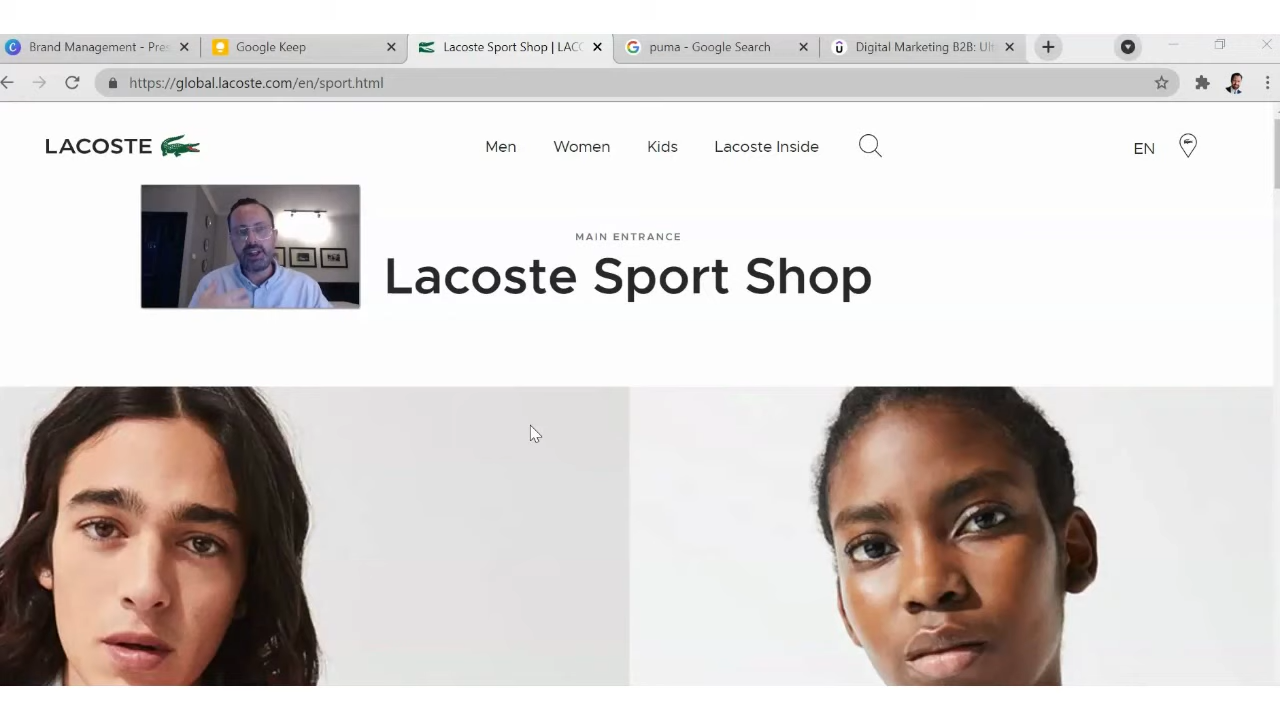 Brand Management - Pres
Google Keep
Lacoste Sport Shop | LACC
puma - Google Search
Digital Marketing B2B: Ult
https://global.lacoste.com/en/sport.html
LACOSTE
Men
Women
Kids
Lacoste Inside
EN
MAIN ENTRANCE
Lacoste Sport Shop